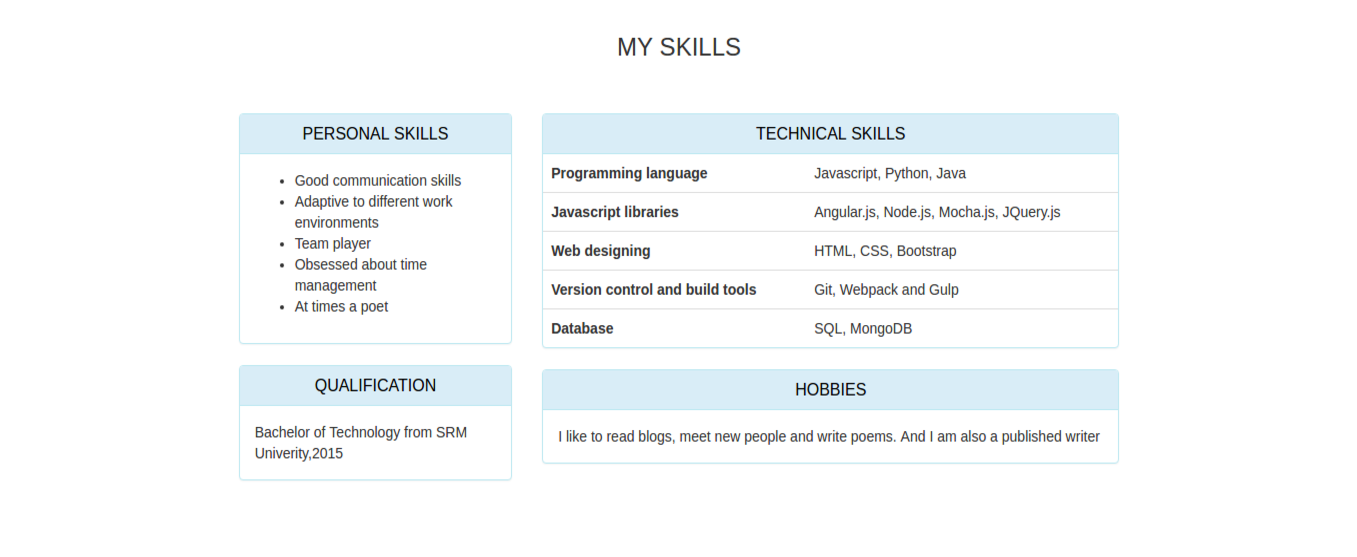 MY SKILLS
PERSONAL SKILLS
Good communication skills
Adaptive to different work
environments
Team player
Obsessed about time
management
At times a poet
TECHNICAL SKILLS
Programming language Javascript, Python, Java
Javascript libraries Angular.js, Node.js, Mocha.js, JQuery.js
Web designing HTML, CSS, Bootstrap
Version control and build tools Git, Webpack and Gulp
Database SQL, MongoDB
QUALIFICATION
Bachelor of Technology from SRM
Univerity,2015
HOBBIES
I like to read blogs, meet new people and write poems. And I am also a published writer